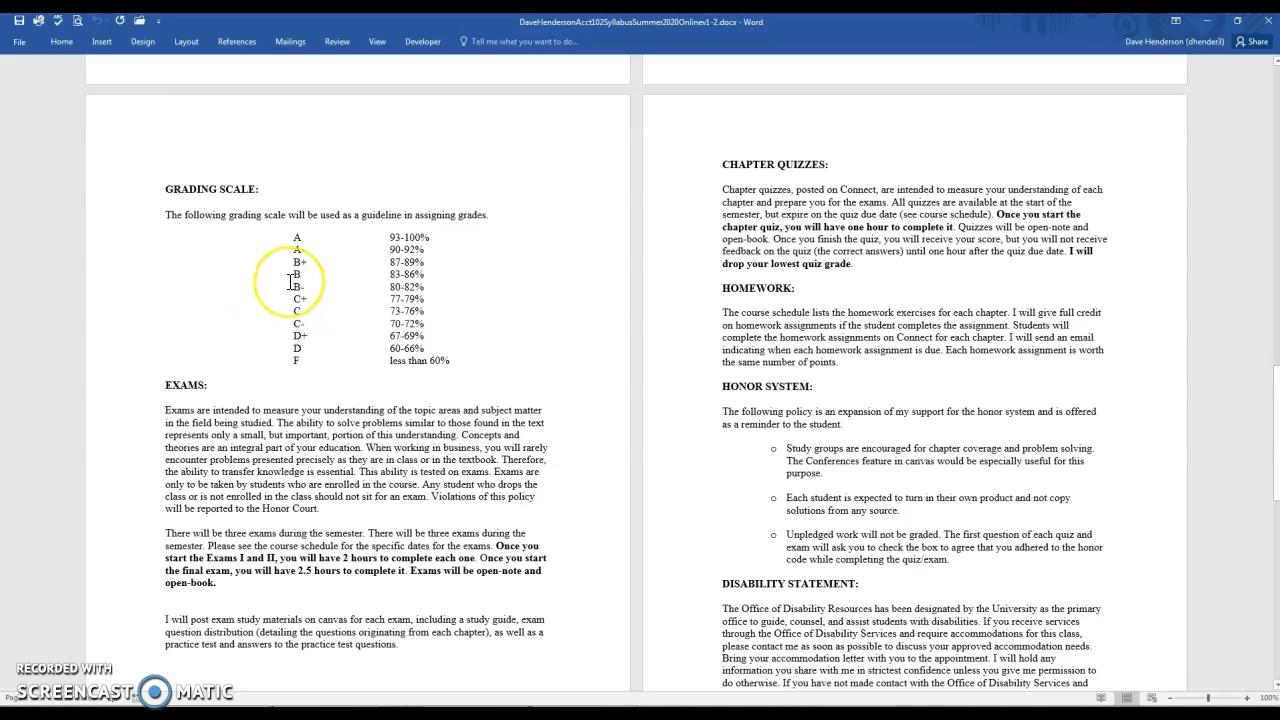 DaveHendersonAcct102SyllabusSummer2020Onlinev1-2.docx - Word
File Home Insert Design Layout References Mailings Review View Developer Tell me what you want to do... Dave Henderson (dhender3) Share
GRADING SCALE:
The following grading scale will be used as a guideline in assigning grades.
A 93-100%
A- 90-92%
B+ 87-89%
B 83-86%
B- 80-82%
C+ 77-79%
C 73-76%
C- 70-72%
D+ 67-69%
D 60-66%
F less than 60%
EXAMS:
Exams are intended to measure your understanding of the topic areas and subject matter
in the field being studied. The ability to solve problems similar to those found in the text
represents only a small, but important, portion of this understanding. Concepts and
theories are an integral part of your education. When working in business, you will rarely
encounter problems presented precisely as they are in class or in the textbook. Therefore,
the ability to transfer knowledge is essential. This ability is tested on exams. Exams are
only to be taken by students who are enrolled in the course. Any student who drops the
class or is not enrolled in the class should not sit for an exam. Violations of this policy
will be reported to the Honor Court.
There will be three exams during the semester. There will be three exams during the
semester. Please see the course schedule for the specific dates for the exams. Once you
start the Exams I and II, you will have 2 hours to complete each one. Once you start
the final exam, you will have 2.5 hours to complete it. Exams will be open-note and
open-book.
I will post exam study materials on canvas for each exam, including a study guide, exam
question distribution (detailing the questions originating from each chapter), as well as a
practice test and answers to the practice test questions.
CHAPTER QUIZZES:
Chapter quizzes, posted on Connect, are intended to measure your understanding of each
chapter and prepare you for the exams. All quizzes are available at the start of the
semester, but expire on the quiz due date (see course schedule). Once you start the
chapter quiz, you will have one hour to complete it. Quizzes will be open-note and
open-book. Once you finish the quiz, you will receive your score, but you will not receive
feedback on the quiz (the correct answers) until one hour after the quiz due date. I will
drop your lowest quiz grade.
HOMEWORK:
The course schedule lists the homework exercises for each chapter. I will give full credit
on homework assignments if the student completes the assignment. Students will
complete the homework assignments on Connect for each chapter. I will send an email
indicating when each homework assignment is due. Each homework assignment is worth
the same number of points.
HONOR SYSTEM:
The following policy is an expansion of my support for the honor system and is offered
as a reminder to the student.
o Study groups are encouraged for chapter coverage and problem solving.
The Conferences feature in canvas would be especially useful for this
purpose.
o Each student is expected to turn in their own product and not copy
solutions from any source.
o Unpledged work will not be graded. The first question of each quiz and
exam will ask you to check the box to agree that you adhered to the honor
code while completing the quiz/exam.
DISABILITY STATEMENT:
The Office of Disability Resources has been designated by the University as the primary
office to guide, counsel, and assist students with disabilities. If you receive services
through the Office of Disability Services and require accommodations for this class,
please contact me as soon as possible to discuss your approved accommodation needs.
Bring your accommodation letter with you to the appointment. I will hold any
information you share with me in strictest confidence unless you give me permission to
do otherwise. If you have not made contact with the Office of Disability Services and
RECORDED WITH
SCREENCAST MATIC
100%